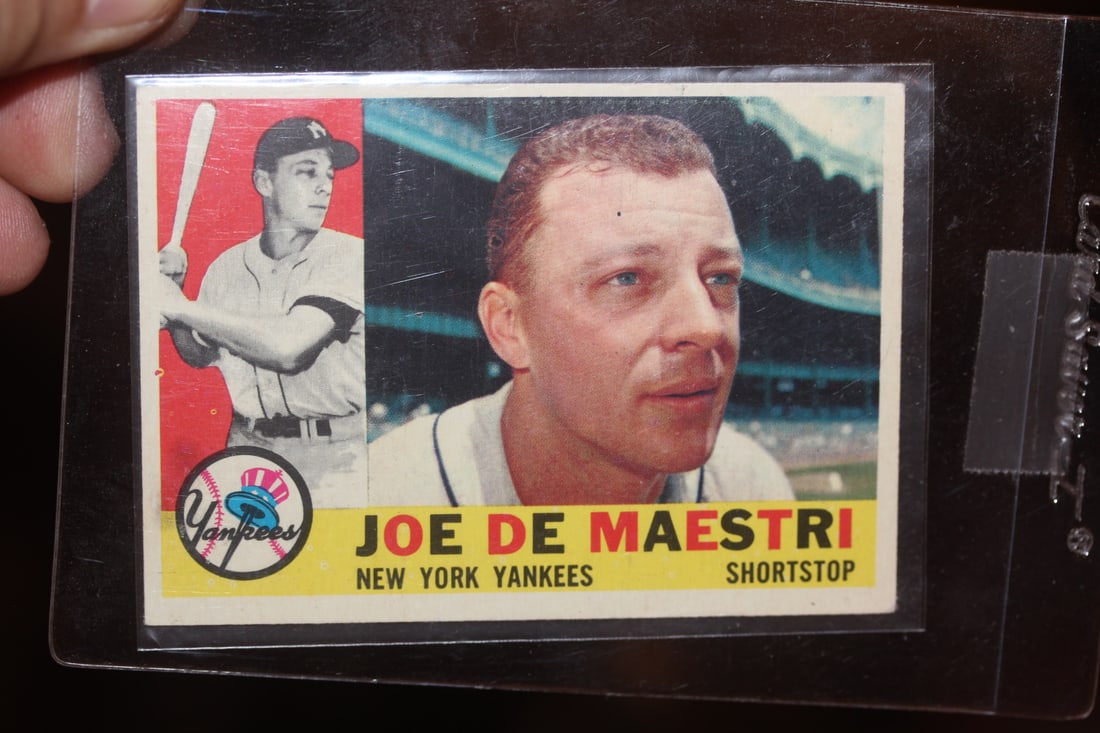 Yankees
JOE DE MAESTRI
NEW YORK YANKEES SHORTSTOP